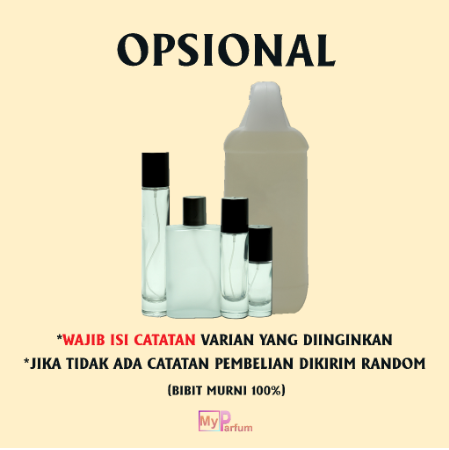 OPSIONAL
*WAJIB ISI CATATAN VARIAN YANG DIINGINKAN
*JIKA TIDAK ADA CATATAN PEMBELIAN DIKIRIM RANDOM
(BIBIT MURNI 100%)
MyParfum